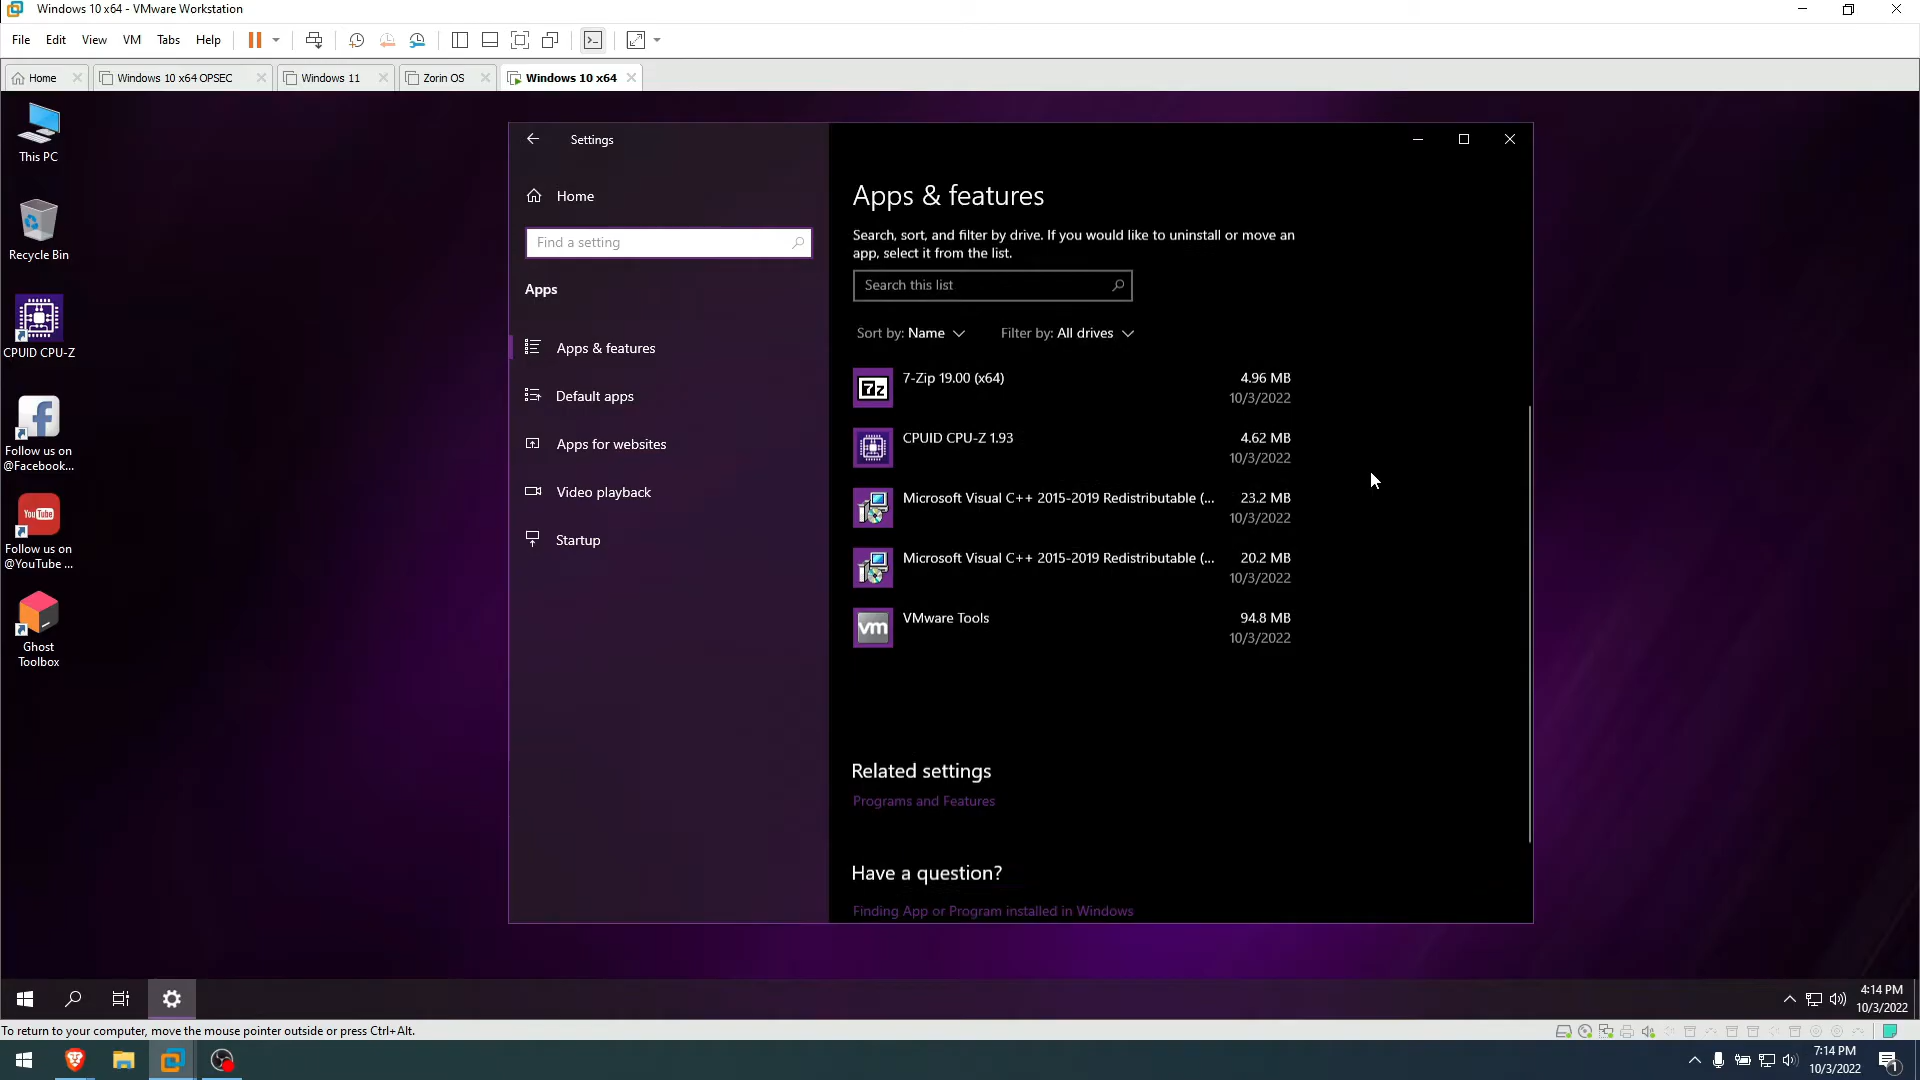 Windows 10 x64 - VMware Workstation
File Edit View VM Tabs Help
Home Windows 10 x64 OPSEC Windows 11 Zorin OS Windows 10 x64
This PC
Recycle Bin
CPUID CPU-Z
Follow us on
@Facebook...
YouTube
Follow us on
@YouTube ...
Ghost
Toolbox
Settings
Home
Find a setting
Apps
Apps & features
Default apps
Apps for websites
Video playback
Startup
Apps & features
Search, sort, and filter by drive. If you would like to uninstall or move an
app, select it from the list.
Search this list
Sort by: Name Filter by: All drives
7z
7-Zip 19.00 (x64) 4.96 MB
10/3/2022
CPUID CPU-Z 1.93 4.62 MB
10/3/2022
Microsoft Visual C++ 2015-2019 Redistributable (... 23.2 MB
10/3/2022
Microsoft Visual C++ 2015-2019 Redistributable (... 20.2 MB
10/3/2022
vm
VMware Tools 94.8 MB
10/3/2022
Related settings
Programs and Features
Have a question?
Finding App or Program installed in Windows
4:14 PM
10/3/2022
To return to your computer, move the mouse pointer outside or press Ctrl+Alt.
7:14 PM
10/3/2022
1